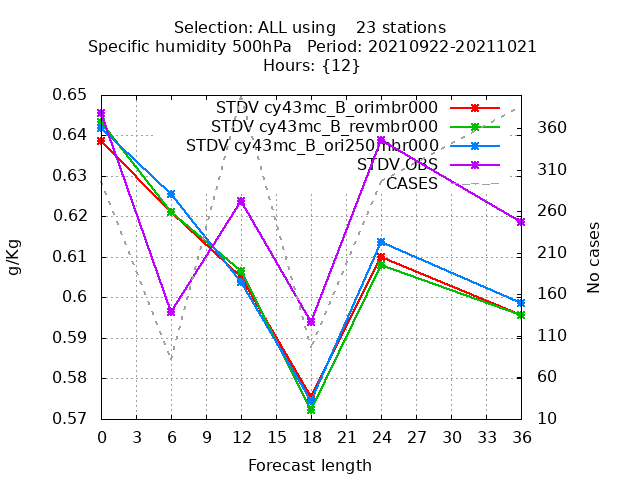 Selection: ALL using    23 stations
Specific humidity 500hPa   Period: 20210922-20211021
Hours: {12}
STDV cy43mc_B_orimbr000
STDV cy43mc_B_revmbr000
STDV cy43mc_B_ori250mbr000
STDV OBS
CASES
0.65
0.64
0.63
0.62
0.61
0.6
0.59
0.58
0.57
g/Kg
360
310
260
210
160
110
60
10
No cases
0 3 6 9 12 15 18 21 24 27 30 33 36
Forecast length